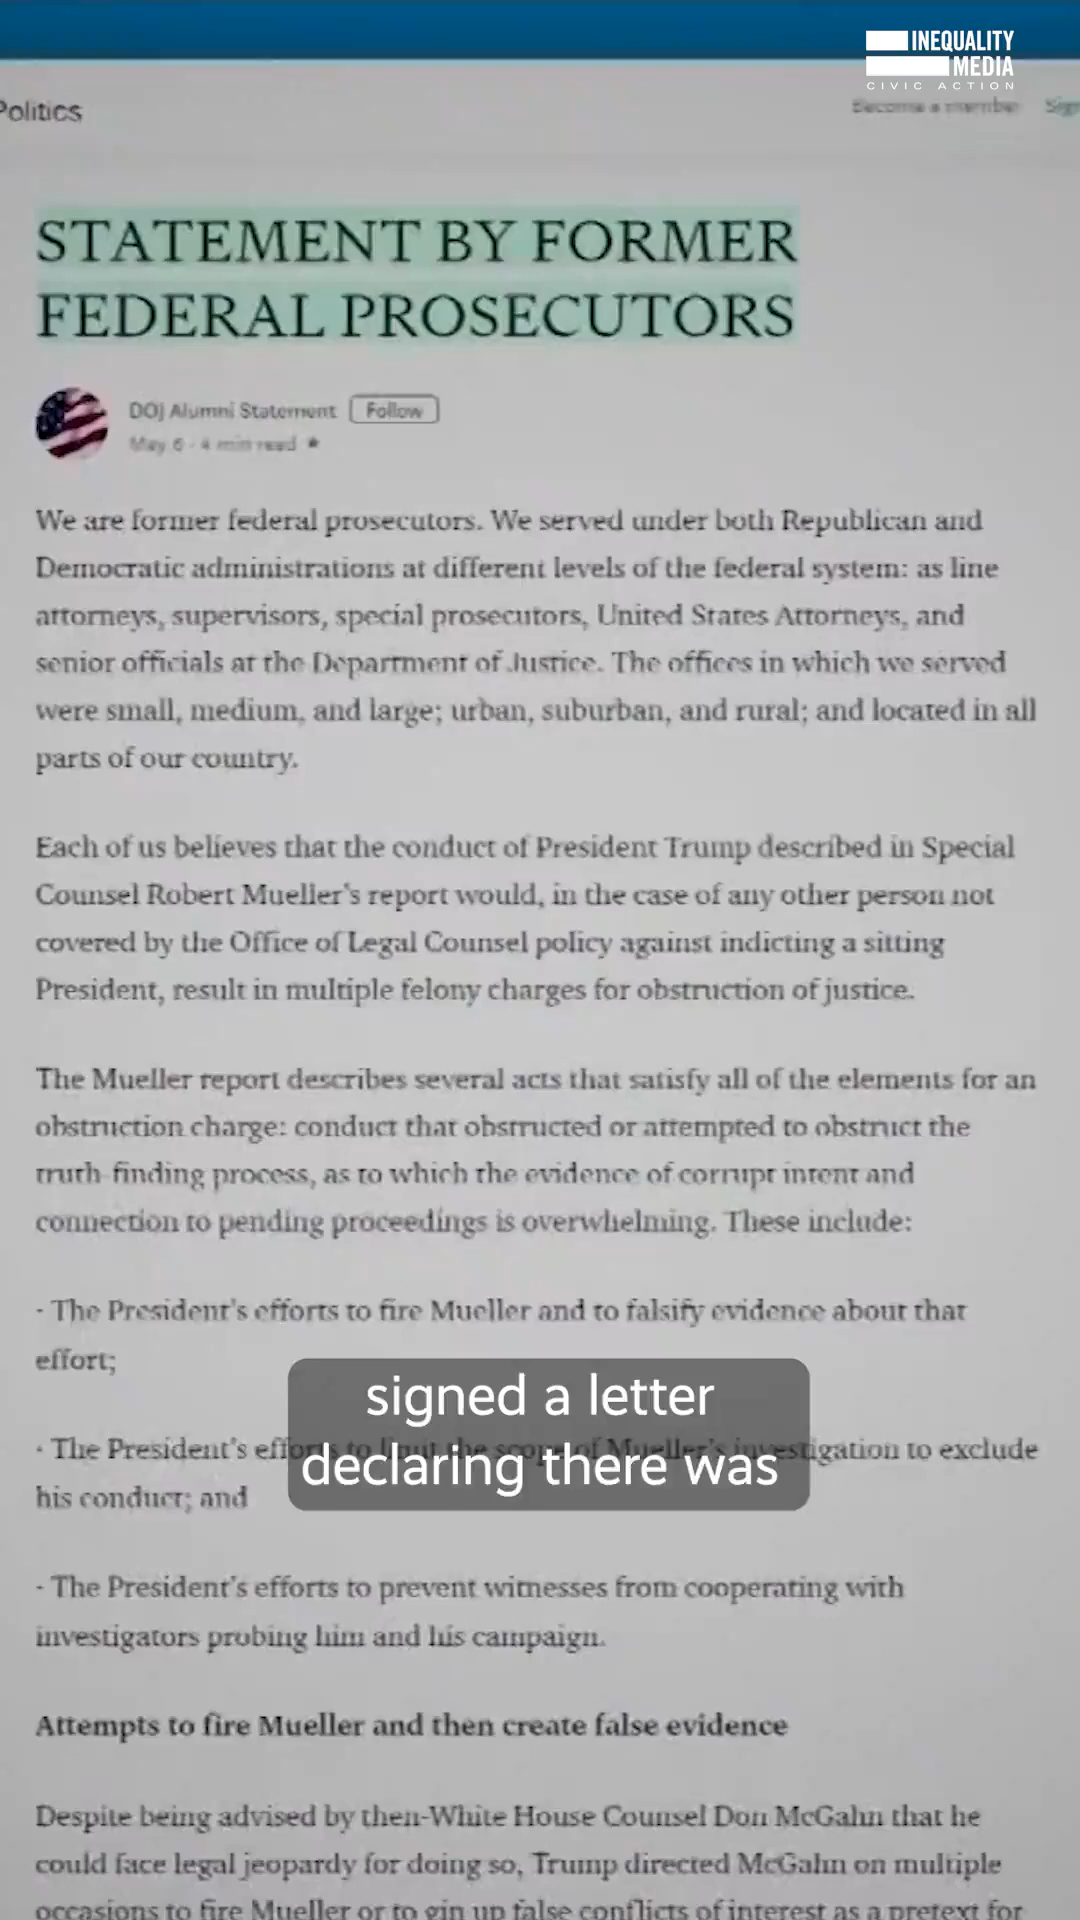 INEQUALITY
MEDIA
CIVIC ACTION
Politics
Become a member Sign
STATEMENT BY FORMER
FEDERAL PROSECUTORS
DOJ Alumni Statement Follow
May 6 · 4 min read ★
We are former federal prosecutors. We served under both Republican and
Democratic administrations at different levels of the federal system: as line
attorneys, supervisors, special prosecutors, United States Attorneys, and
senior officials at the Department of Justice. The offices in which we served
were small, medium, and large; urban, suburban, and rural; and located in all
parts of our country.
Each of us believes that the conduct of President Trump described in Special
Counsel Robert Mueller's report would, in the case of any other person not
covered by the Office of Legal Counsel policy against indicting a sitting
President, result in multiple felony charges for obstruction of justice.
The Mueller report describes several acts that satisfy all of the elements for an
obstruction charge: conduct that obstructed or attempted to obstruct the
truth-finding process, as to which the evidence of corrupt intent and
connection to pending proceedings is overwhelming. These include:
· The President's efforts to fire Mueller and to falsify evidence about that
effort;
· The President's efforts to limit the scope of Mueller's investigation to exclude
his conduct; and
signed a letter
declaring there was
· The President's efforts to prevent witnesses from cooperating with
investigators probing him and his campaign.
Attempts to fire Mueller and then create false evidence
Despite being advised by then-White House Counsel Don McGahn that he
could face legal jeopardy for doing so, Trump directed McGahn on multiple
occasions to fire Mueller or to gin up false conflicts of interest as a pretext for